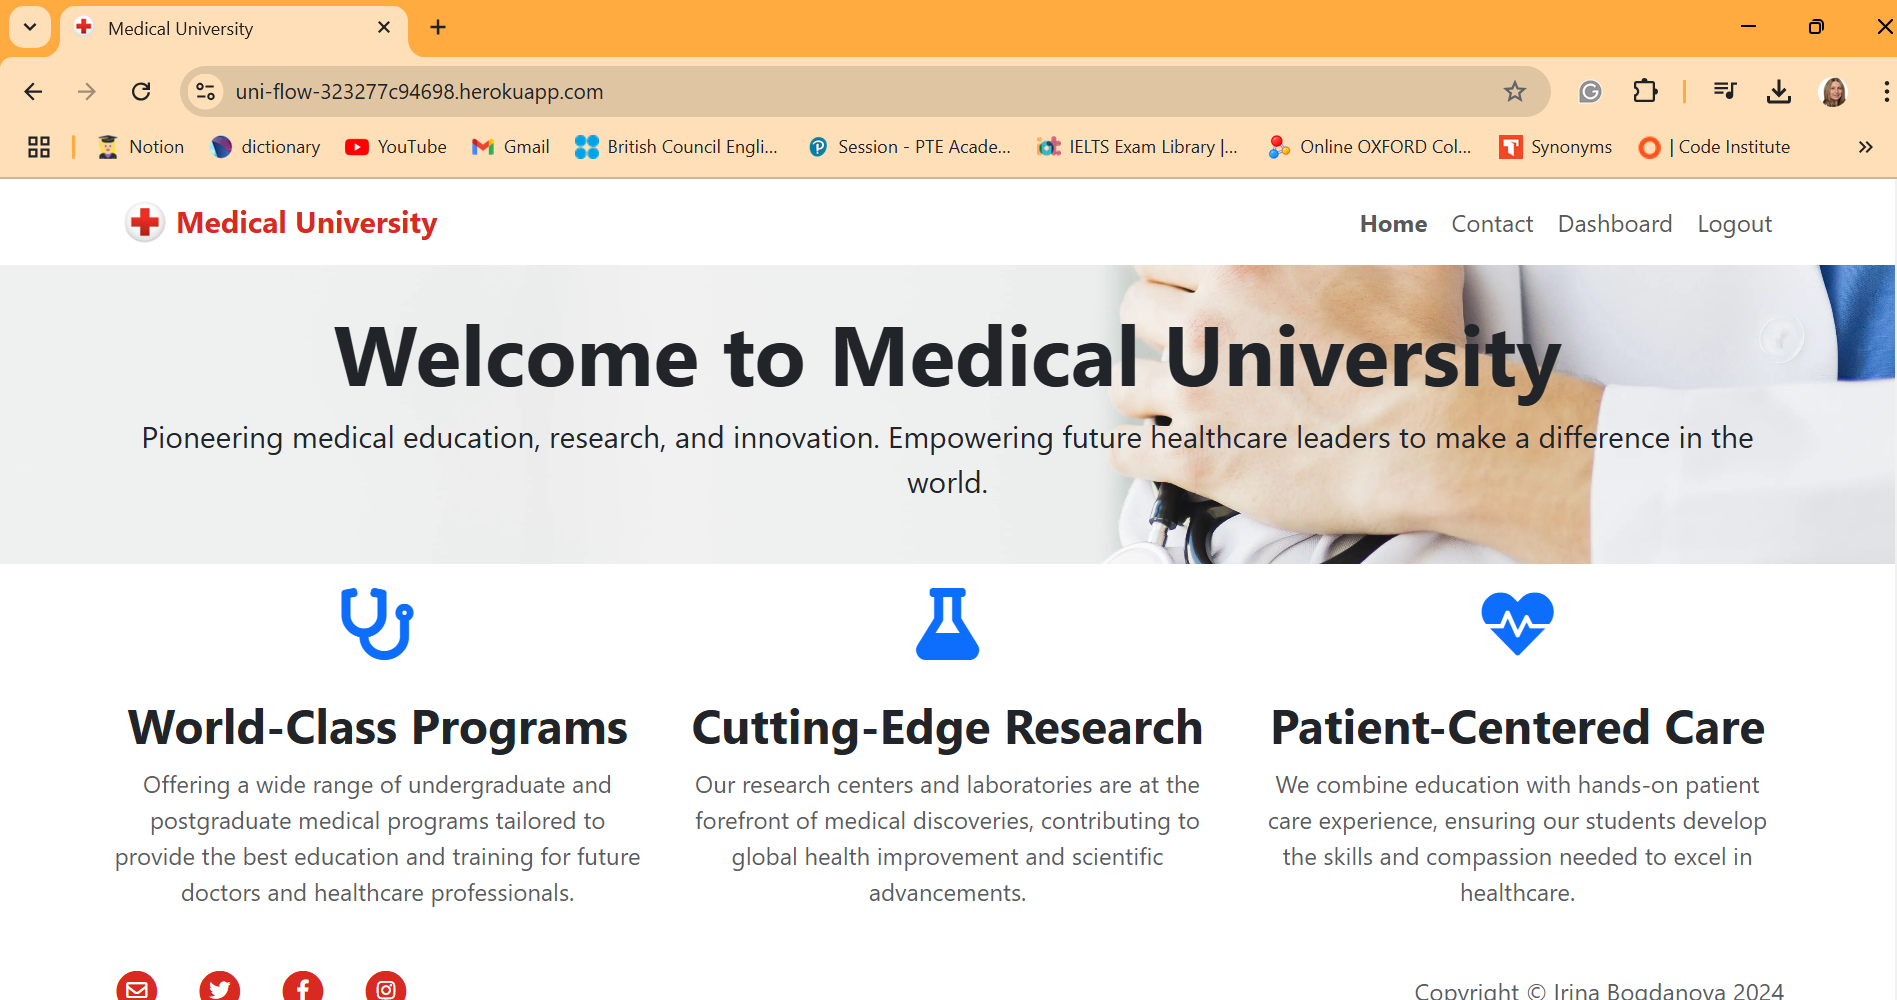 Medical University
uni-flow-323277c94698.herokuapp.com
Notion dictionary YouTube Gmail British Council Engli... Session - PTE Acade... IELTS Exam Library |... Online OXFORD Col... Synonyms | Code Institute
Medical University
Home Contact Dashboard Logout
Welcome to Medical University
Pioneering medical education, research, and innovation. Empowering future healthcare leaders to make a difference in the
world.
World-Class Programs
Offering a wide range of undergraduate and
postgraduate medical programs tailored to
provide the best education and training for future
doctors and healthcare professionals.
Cutting-Edge Research
Our research centers and laboratories are at the
forefront of medical discoveries, contributing to
global health improvement and scientific
advancements.
Patient-Centered Care
We combine education with hands-on patient
care experience, ensuring our students develop
the skills and compassion needed to excel in
healthcare.
Copyright © Irina Bogdanova 2024